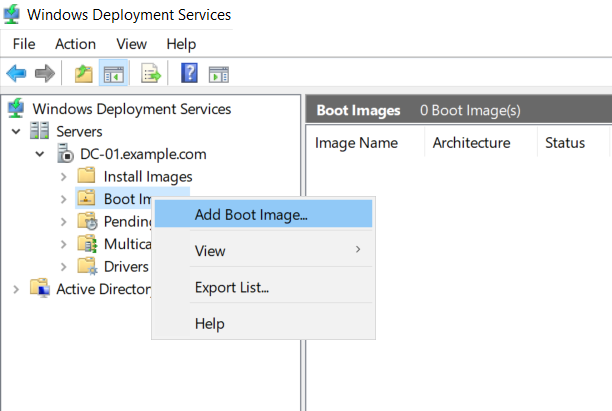 Windows Deployment Services
File Action View Help
Windows Deployment Services
Servers
DC-01.example.com
Install Images
Boot Im
Pending
Multica
Drivers
Active Directory
Boot Images 0 Boot Image(s)
Image Name Architecture Status
Add Boot Image...
View
Export List...
Help